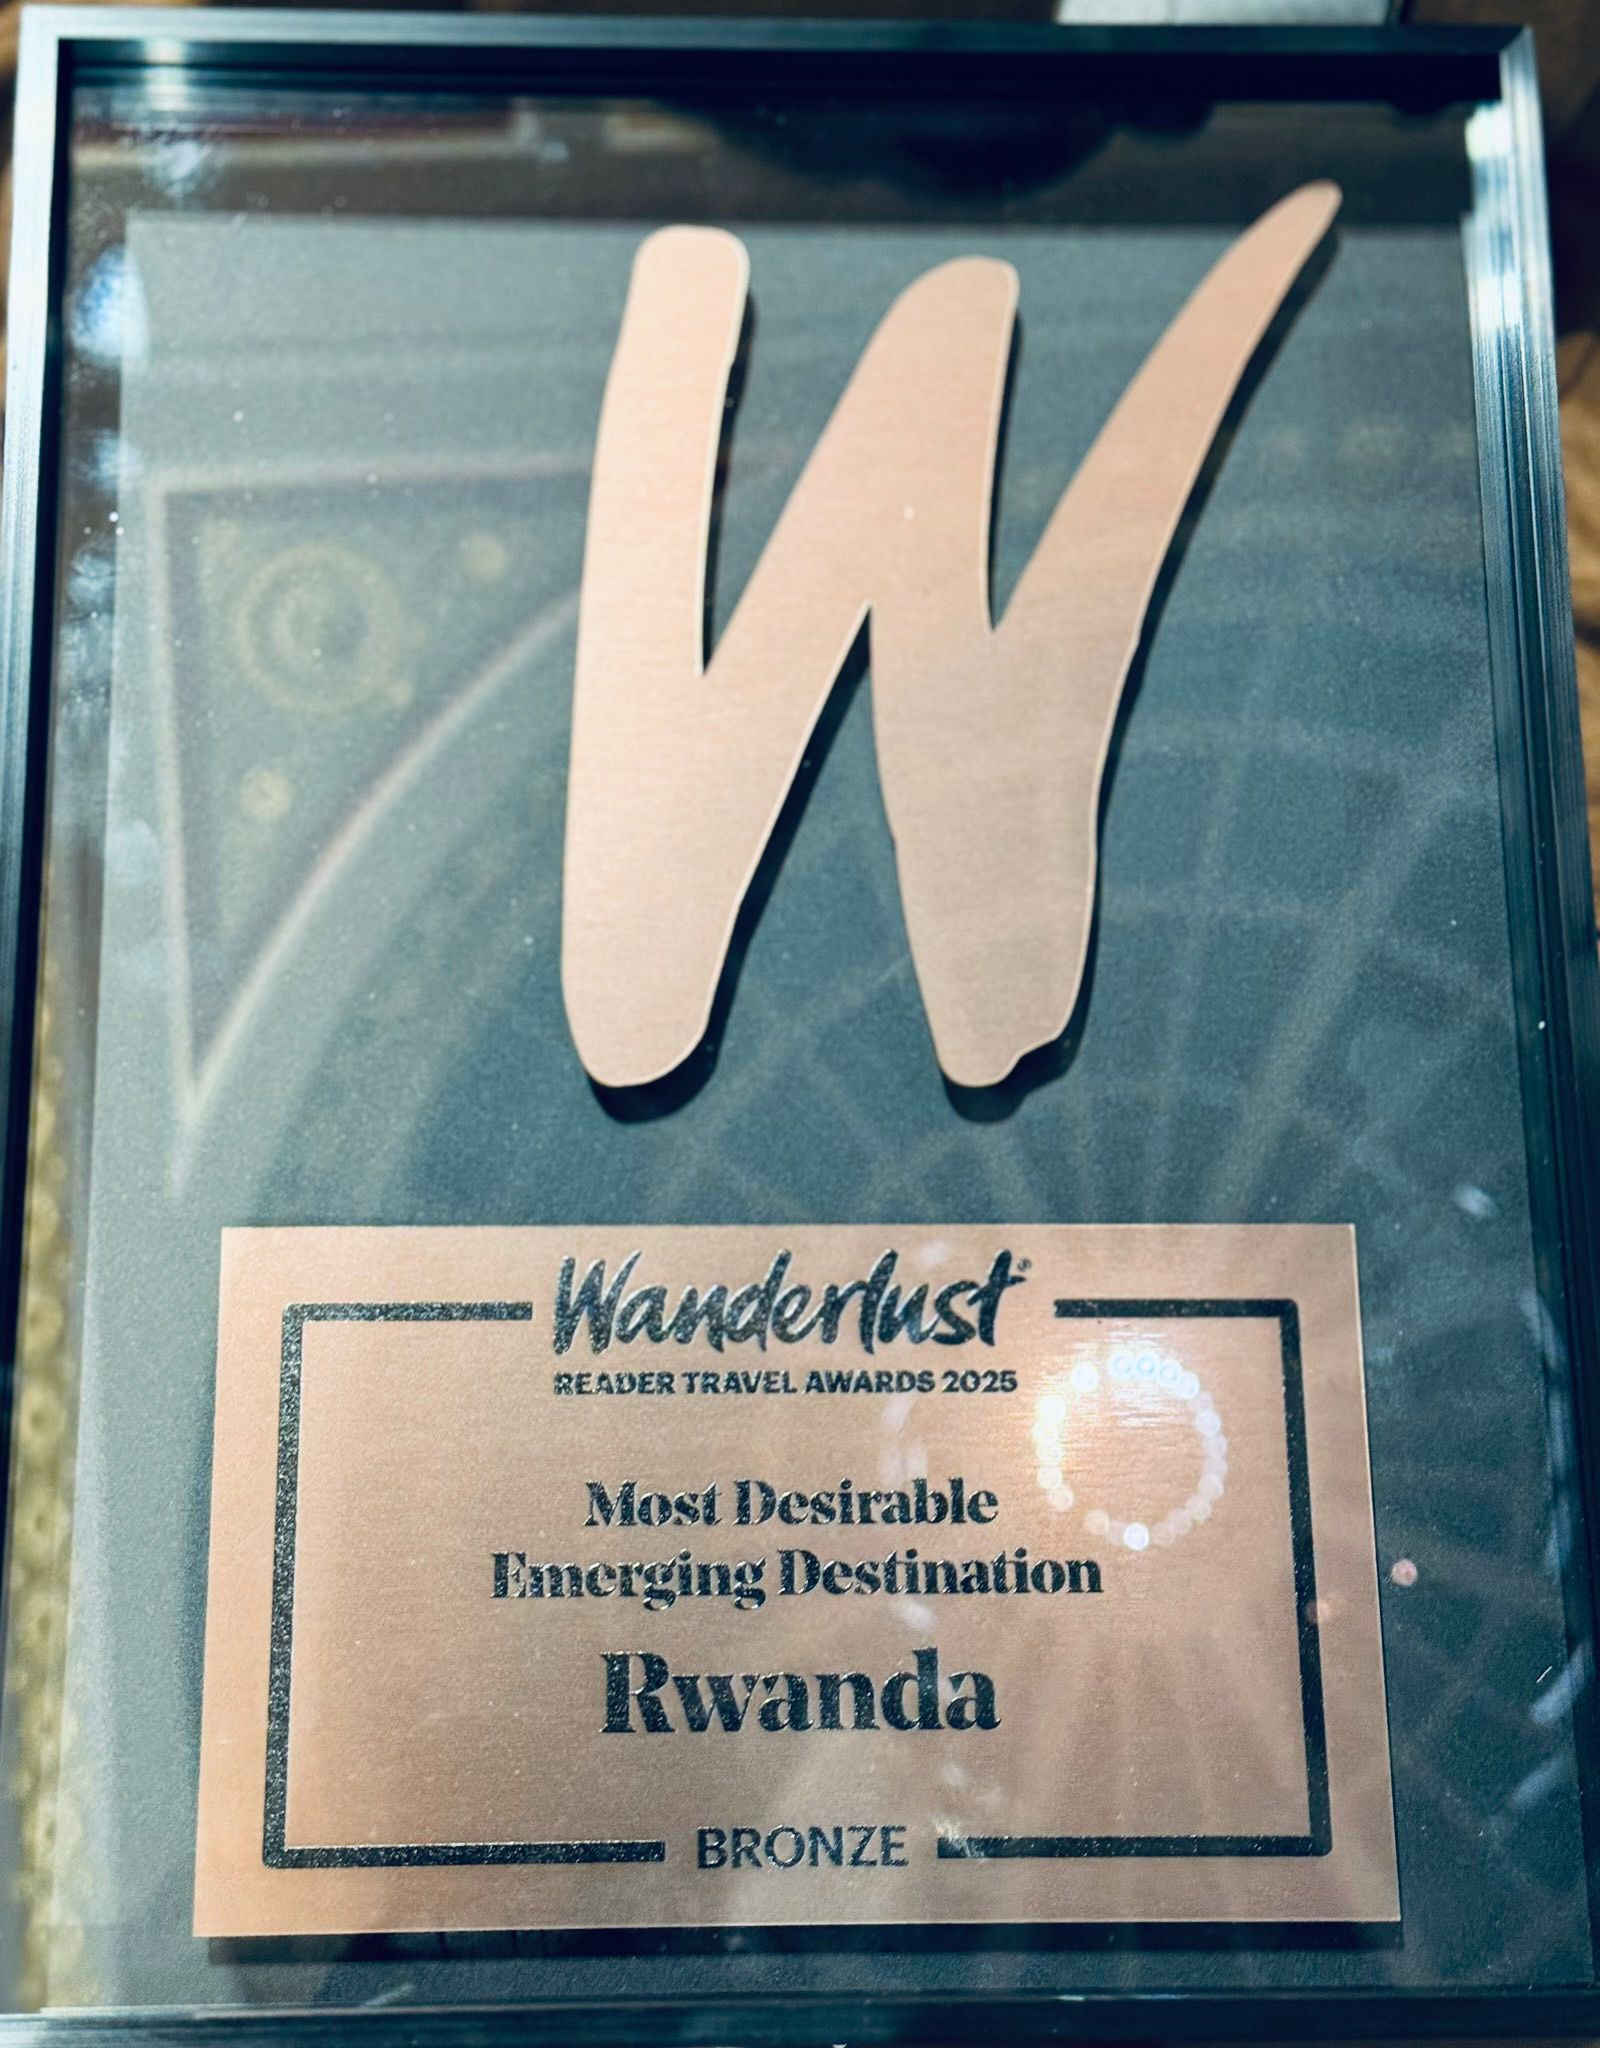 Wanderlust®
READER TRAVEL AWARDS 2025
Most Desirable
Emerging Destination
Rwanda
BRONZE